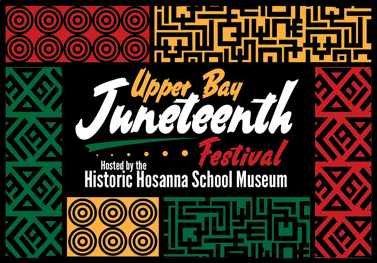 Upper Bay
Juneteenth
Festival
Hosted by the
Historic Hosanna School Museum